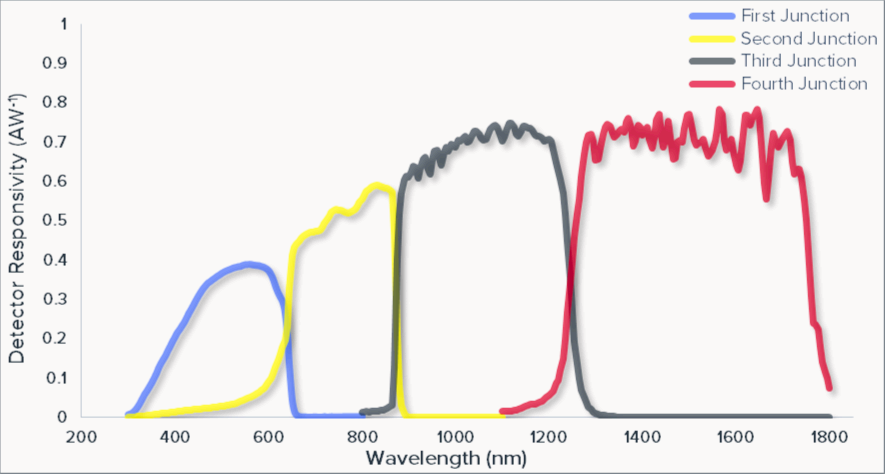 First Junction
Second Junction
Third Junction
Fourth Junction
Detector Responsivity (AW⁻¹)
1
0.9
0.8
0.7
0.6
0.5
0.4
0.3
0.2
0.1
0
200 400 600 800 1000 1200 1400 1600 1800
Wavelength (nm)